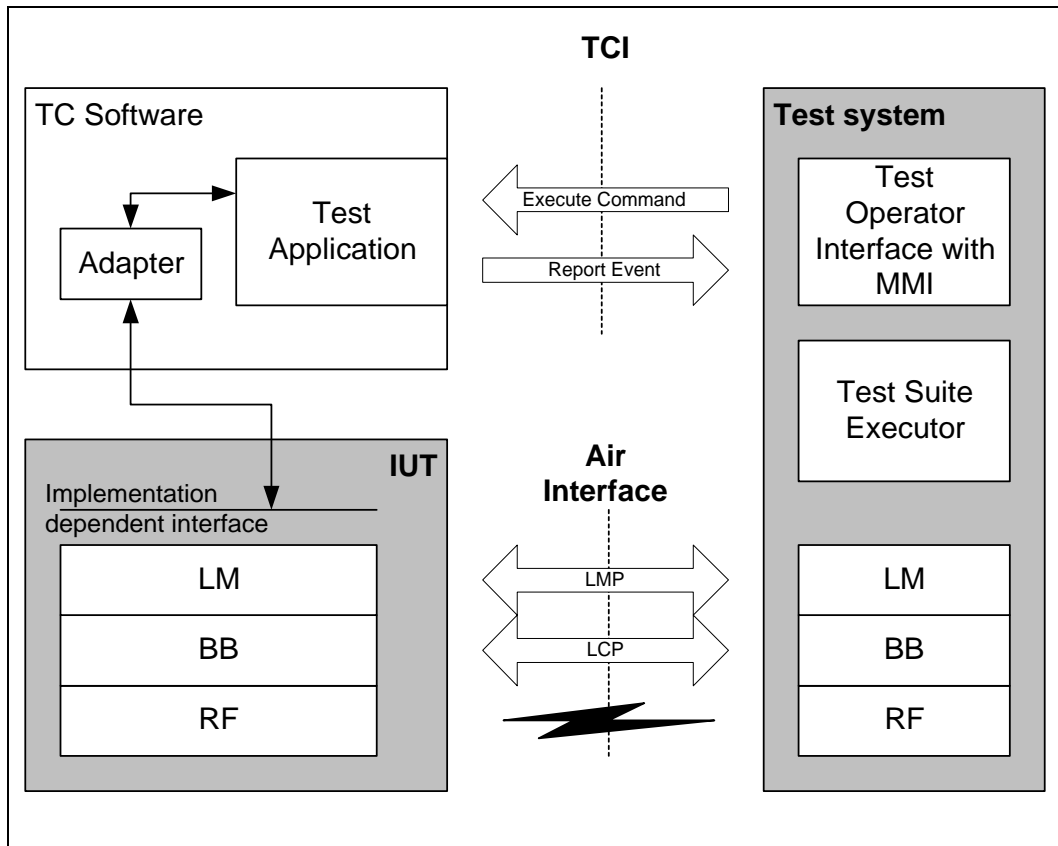 TCI
TC Software
Test
Application
Adapter
Execute Command
Report Event
Test system
Test
Operator
Interface with
MMI
Test Suite
Executor
IUT
Implementation
dependent interface
LM
BB
RF
Air
Interface
LMP
LCP
LM
BB
RF